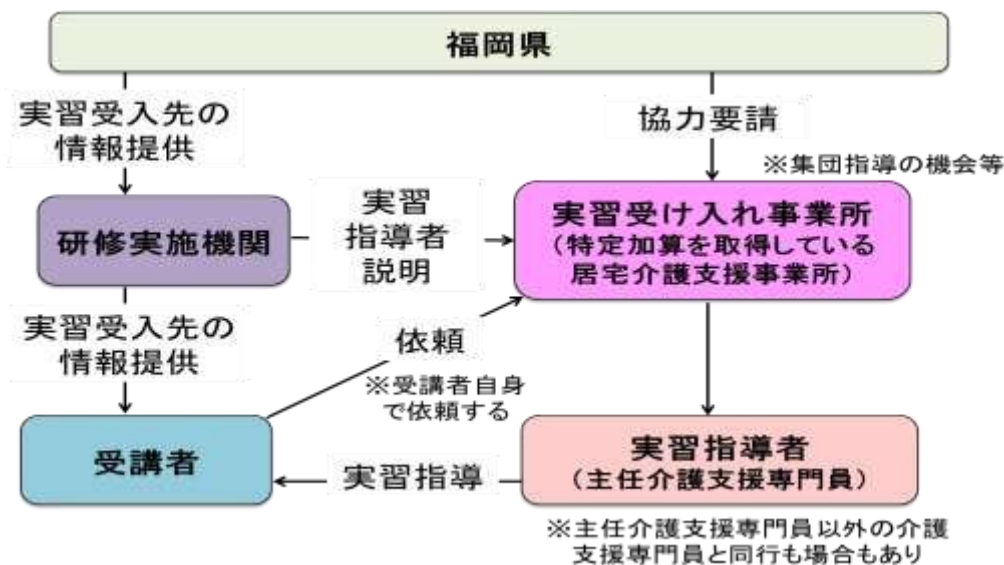 福岡県
実習受入先の
情報提供
協力要請
※集団指導の機会等
研修実施機関
実習
指導者
説明
実習受け入れ事業所
（特定加算を取得している
居宅介護支援事業所）
実習受入先の
情報提供
依頼
※受講者自身
で依頼する
受講者
実習指導
実習指導者
（主任介護支援専門員）
※主任介護支援専門員以外の介護
支援専門員と同行も場合もあり